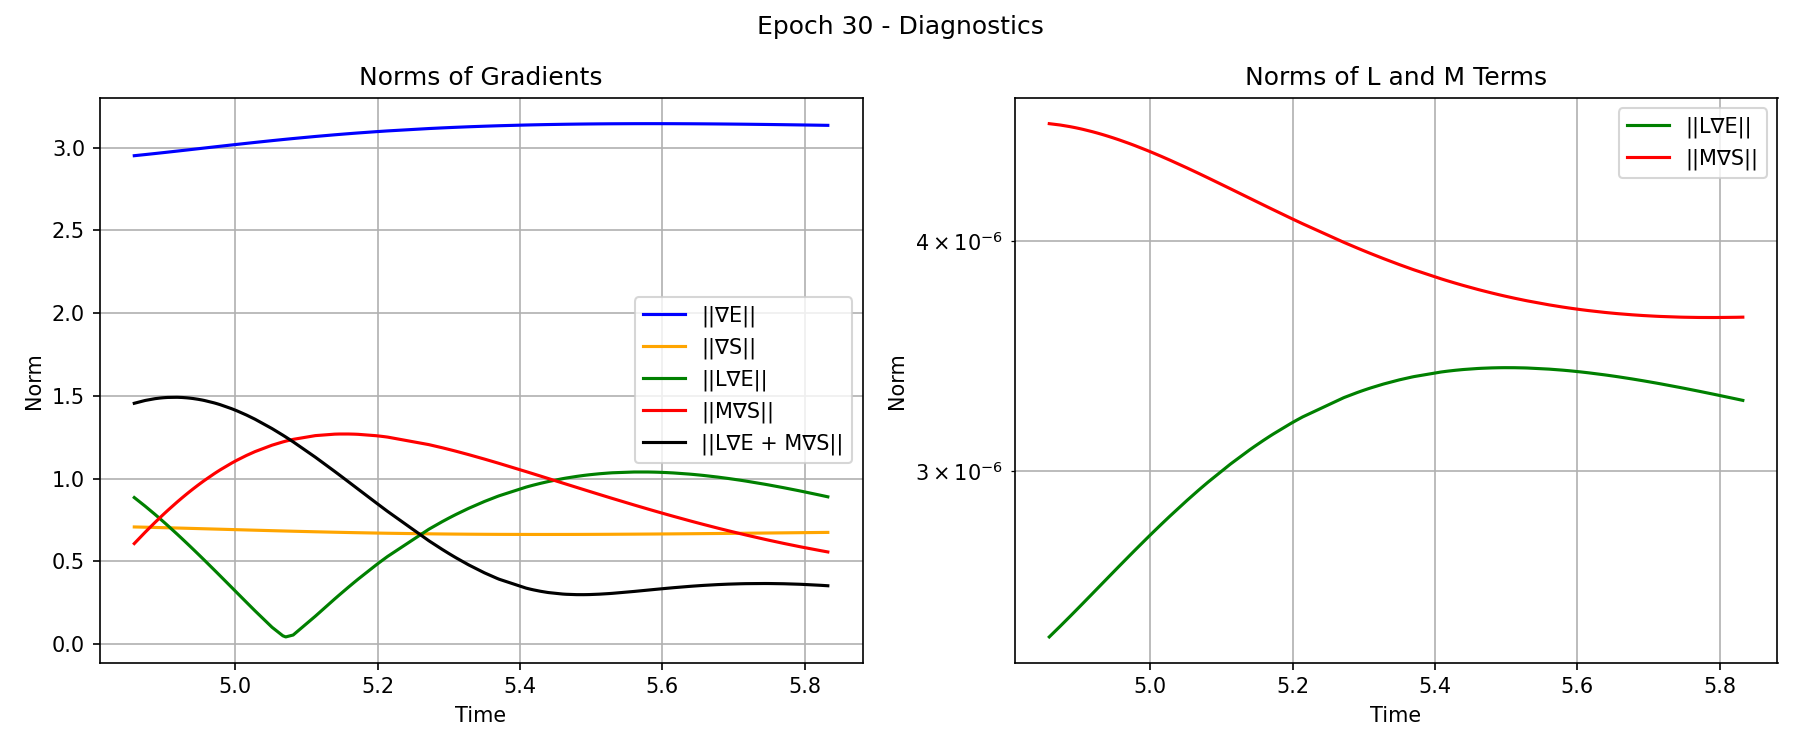 Epoch 30 - Diagnostics
Norms of Gradients
Norm
3.0
2.5
2.0
1.5
1.0
0.5
0.0
||∇E||
||∇S||
||L∇E||
||M∇S||
||L∇E + M∇S||
5.0 5.2 5.4 5.6 5.8
Time
Norms of L and M Terms
Norm
4 × 10⁻⁶
3 × 10⁻⁶
||L∇E||
||M∇S||
5.0 5.2 5.4 5.6 5.8
Time